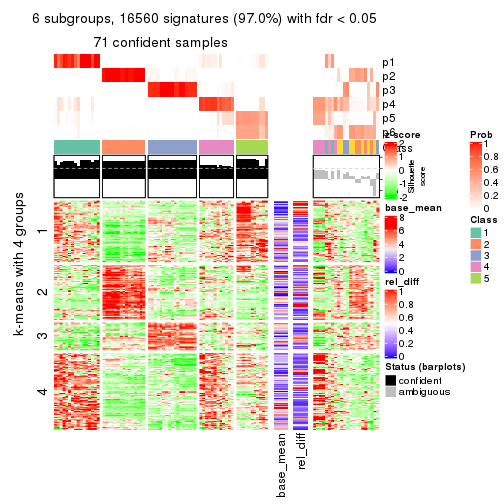 6 subgroups, 16560 signatures (97.0%) with fdr < 0.05
71 confident samples
p1
p2
p3
p4
p5
p6
Class
z-score
2
1
0
-1
-2
Silhouette
score
Prob
1
0.8
0.6
0.4
0.2
0
base_mean
8
6
4
2
0
Class
1
2
3
4
5
rel_diff
1
0.8
0.6
0.4
0.2
0
Status (barplots)
confident
ambiguous
k-means with 4 groups
1
2
3
4
base_mean
rel_diff